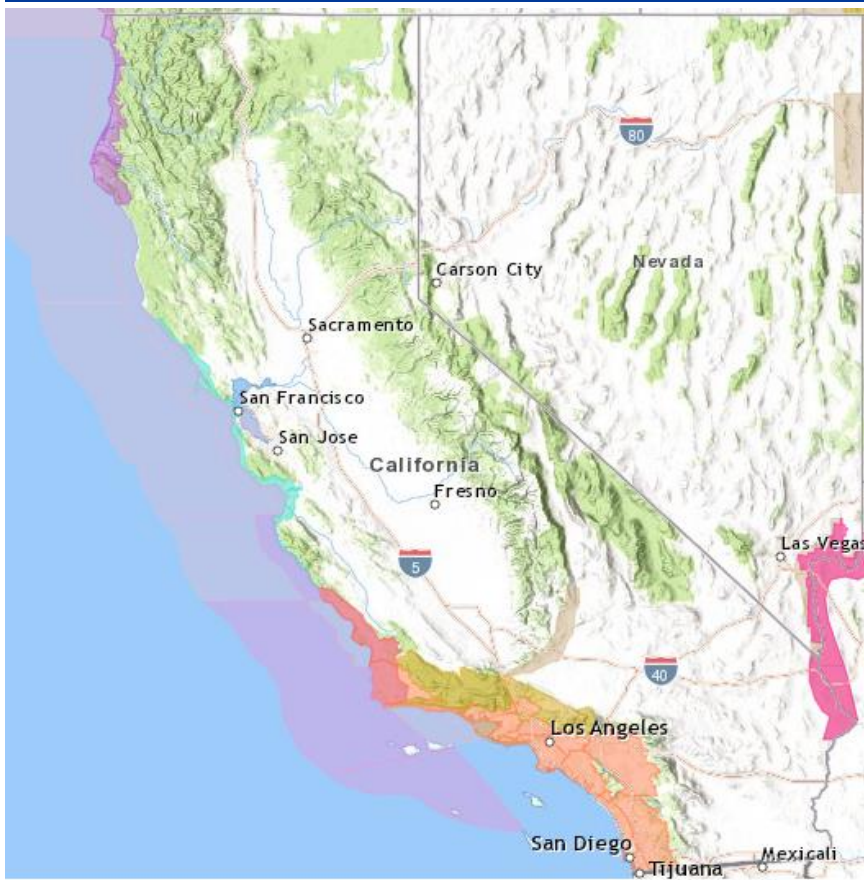 80
Carson City
Nevada
Sacramento
San Francisco
San Jose
California
Fresno
Las Vegas
5
40
Los Angeles
San Diego
Tijuana
Mexicali